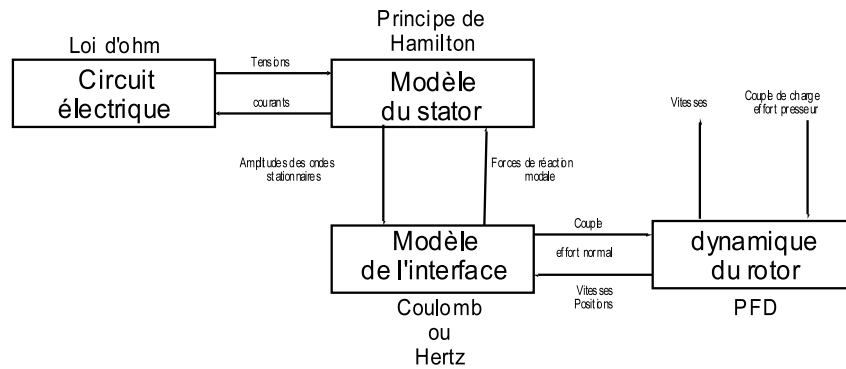 Principe de
Hamilton
Loi d'ohm
Circuit
électrique
Tensions
courants
Modèle
du stator
Vitesses
Couple de charge
effort presseur
Amplitudes des ondes
stationnaires
Forces de réaction
modale
Modèle
de l'interface
Couple
effort normal
Vitesses
Positions
dynamique
du rotor
Coulomb
ou
Hertz
PFD